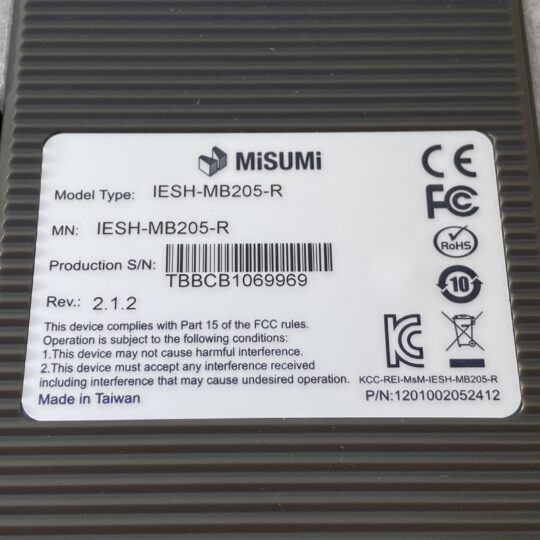 MiSUMi
Model Type: IESH-MB205-R
MN: IESH-MB205-R
Production S/N:
TBBCB1069969
Rev.: 2.1.2
This device complies with Part 15 of the FCC rules.
Operation is subject to the following conditions:
1.This device may not cause harmful interference.
2.This device must accept any interference received
including interference that may cause undesired operation.
Made in Taiwan
CE
FC
RoHS
10
KC
KCC-REI-MsM-IESH-MB205-R
P/N:1201002052412